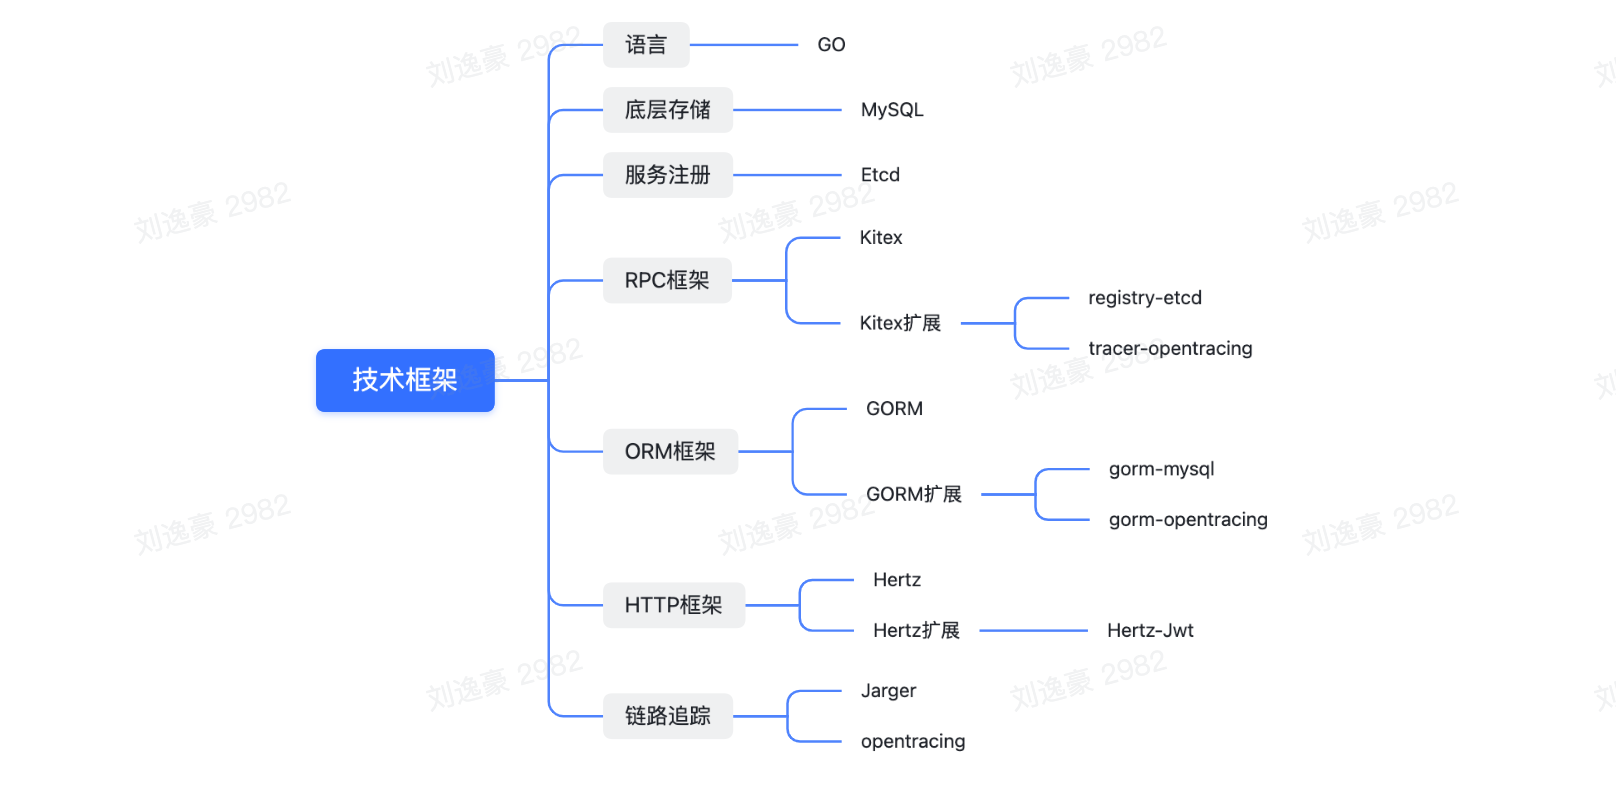 语言
GO
底层存储
MySQL
服务注册
Etcd
RPC框架
Kitex
Kitex扩展
registry-etcd
tracer-opentracing
技术框架
ORM框架
GORM
GORM扩展
gorm-mysql
gorm-opentracing
HTTP框架
Hertz
Hertz扩展
Hertz-Jwt
链路追踪
Jarger
opentracing
刘逸豪 2982
刘逸豪 2982
刘逸豪 2982
刘逸豪 2982
刘逸豪 2982
刘逸豪 2982
刘逸豪 2982
刘逸豪 2982
刘逸豪 2982
刘逸豪 2982
刘逸豪 2982